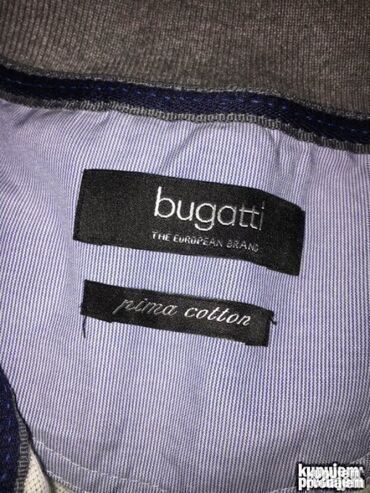 bugatti
THE EUROPEAN BRAND
pima cotton
kupujem
prodajem